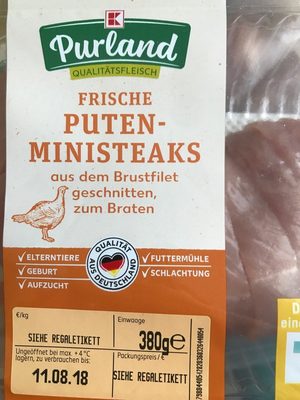 K
Purland
QUALITÄTSFLEISCH
FRISCHE
PUTEN-
MINISTEAKS
aus dem Brustfilet
geschnitten,
zum Braten
✓ ELTERNTIERE
✓ GEBURT
✓ AUFZUCHT
QUALITÄT
AUS DEUTSCHLAND
✓ FUTTERMÜHLE
✓ SCHLACHTUNG
€/kg
SIEHE REGALETIKETT
Einwaage
380g e
Ungeöffnet bei max. +4°C
lagern, zu verbrauchen bis:
11.08.18
Packungspreis/€
SIEHE REGALETIKETT